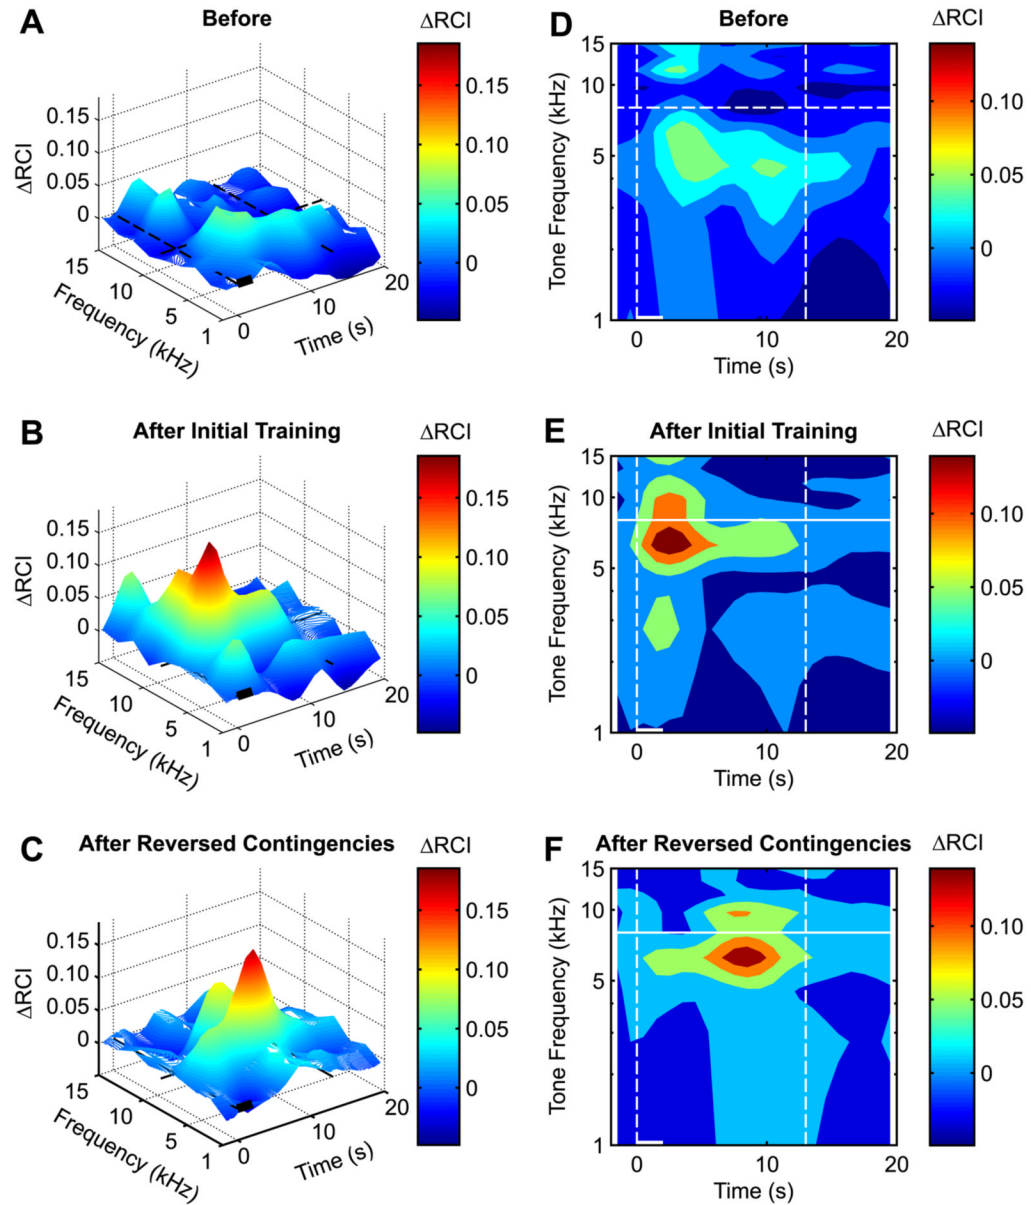 A
Before
ΔRCI
ΔRCI
0.15
0.10
0.05
0
15
10
5
1
Frequency (kHz)
0
10
20
Time (s)
0.15
0.10
0.05
0
D
Before
ΔRCI
Tone Frequency (kHz)
15
10
5
1
0
10
20
Time (s)
0.10
0.05
0
B
After Initial Training
ΔRCI
ΔRCI
0.15
0.10
0.05
0
15
10
5
1
Frequency (kHz)
0
10
20
Time (s)
0.15
0.10
0.05
0
E
After Initial Training
ΔRCI
Tone Frequency (kHz)
15
10
5
1
0
10
20
Time (s)
0.10
0.05
0
C
After Reversed Contingencies
ΔRCI
ΔRCI
0.15
0.10
0.05
0
15
10
5
1
Frequency (kHz)
0
10
20
Time (s)
0.15
0.10
0.05
0
F
After Reversed Contingencies
ΔRCI
Tone Frequency (kHz)
15
10
5
1
0
10
20
Time (s)
0.10
0.05
0